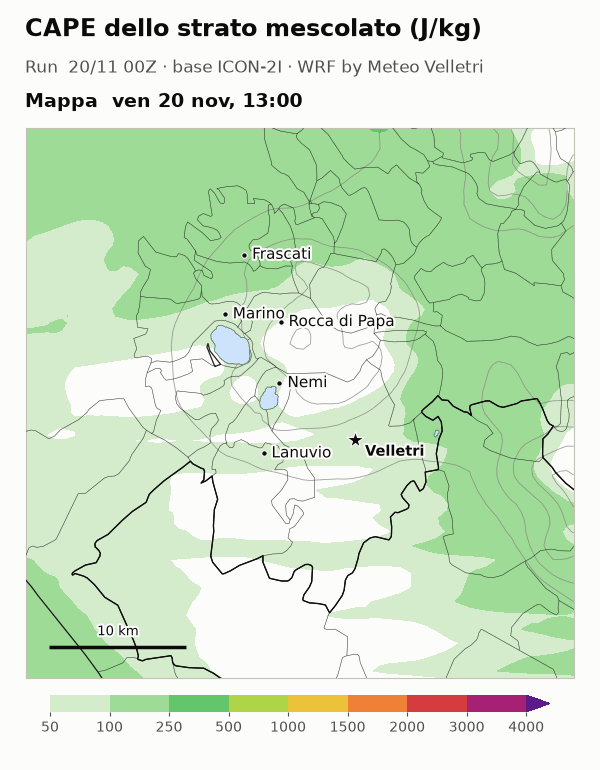 CAPE dello strato mescolato (J/kg)
Run  20/11 00Z · base ICON-2I · WRF by Meteo Velletri
Mappa  ven 20 nov, 13:00
Frascati
Marino
Rocca di Papa
Nemi
Velletri
Lanuvio
10 km
50 100 250 500 1000 1500 2000 3000 4000